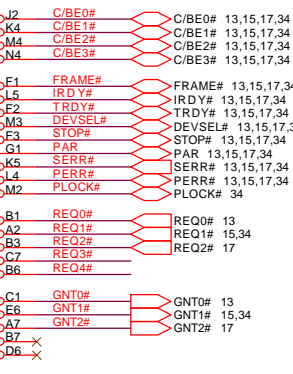 J2 C/BE0# C/BE0# 13,15,17,34
K4 C/BE1# C/BE1# 13,15,17,34
M4 C/BE2# C/BE2# 13,15,17,34
N4 C/BE3# C/BE3# 13,15,17,34
F1 FRAME# FRAME# 13,15,17,34
L5 IRDY# IRDY# 13,15,17,34
F2 TRDY# TRDY# 13,15,17,34
M3 DEVSEL# DEVSEL# 13,15,17,3
F3 STOP# STOP# 13,15,17,34
G1 PAR PAR 13,15,17,34
K5 SERR# SERR# 13,15,17,34
L4 PERR# PERR# 13,15,17,34
M2 PLOCK# PLOCK# 34
B1 REQ0# REQ0# 13
A2 REQ1# REQ1# 15,34
B3 REQ2# REQ2# 17
C7 REQ3#
B6 REQ4#
C1 GNT0# GNT0# 13
E6 GNT1# GNT1# 15,34
A7 GNT2# GNT2# 17
B7
D6